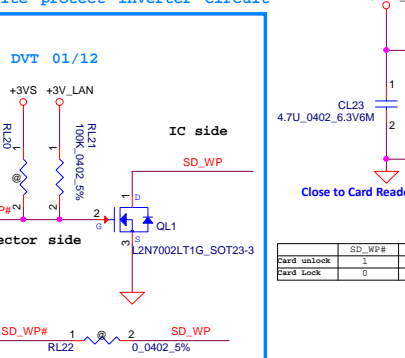 ite protect inverter circuit
DVT 01/12
+3VS
+3V_LAN
RL20
1
@
2
RL21
100K_0402_5%
1
2
IC side
SD_WP
1
D
2
G
QL1
3
S
L2N7002LT1G_SOT23-3
P#
ector side
SD_WP#
1
@
2
SD_WP
RL22
0_0402_5%
1
CL23
4.7U_0402_6.3V6M
2
Close to Card Reade
SD_WP#
Card unlock 1
Card Lock 0